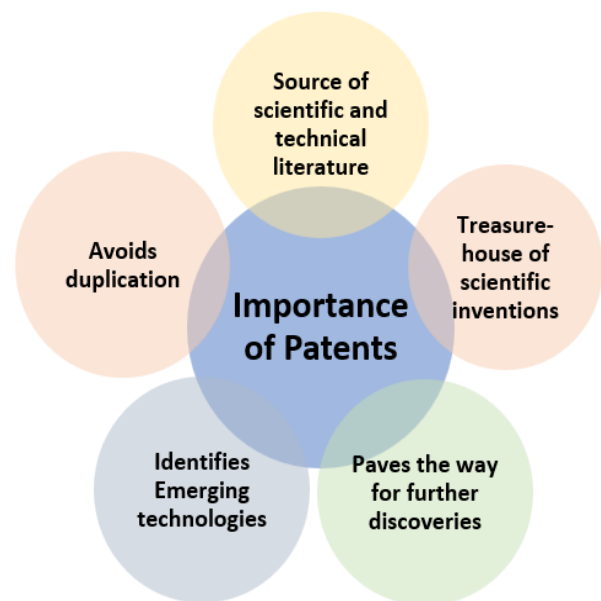 Source of
scientific and
technical
literature
Treasure-
house of
scientific
inventions
Avoids
duplication
Importance
of Patents
Identifies
Emerging
technologies
Paves the way
for further
discoveries